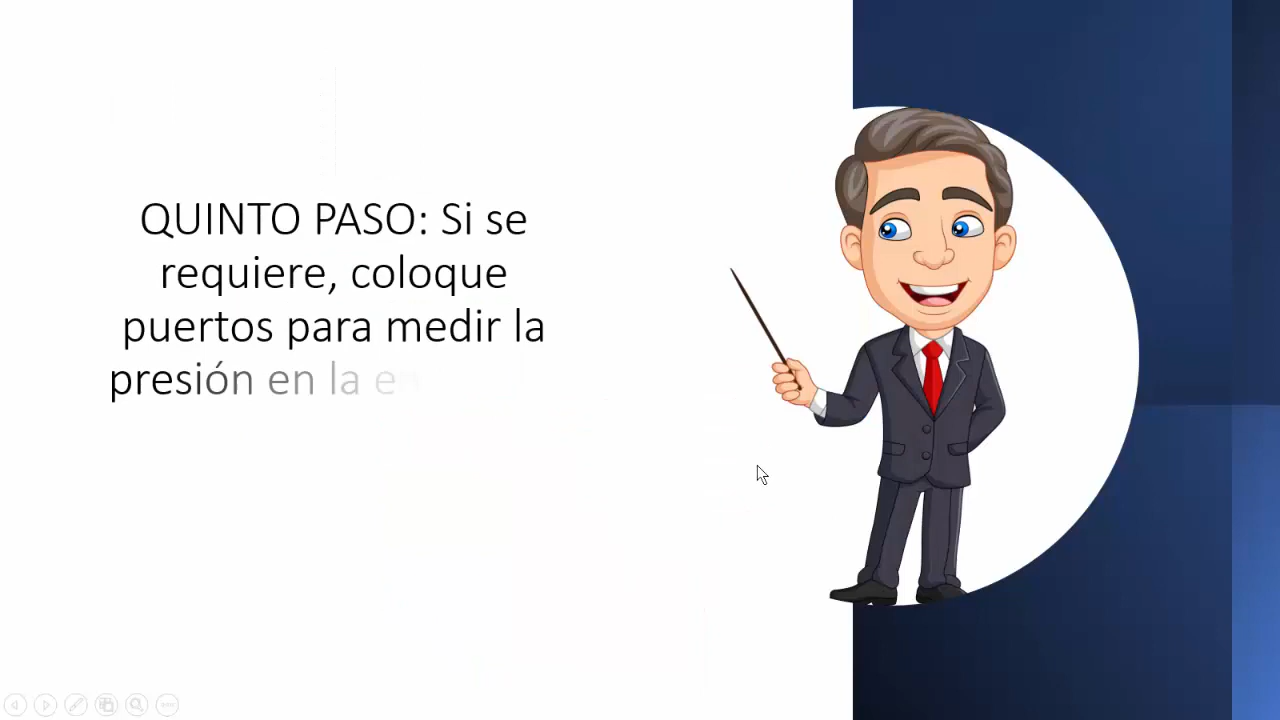 QUINTO PASO: Si se
requiere, coloque
puertos para medir la
presión en la